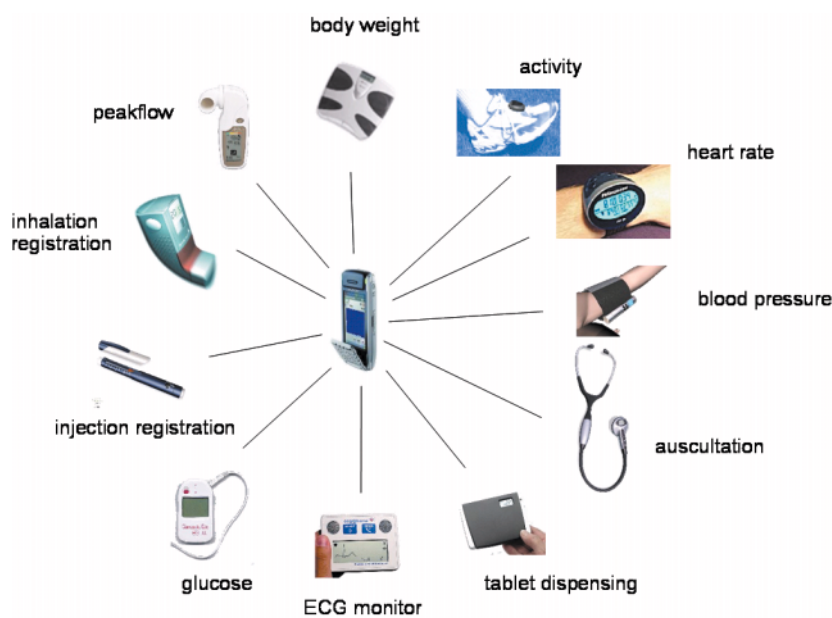 body weight
activity
peakflow
heart rate
inhalation
registration
blood pressure
injection registration
auscultation
glucose
tablet dispensing
ECG monitor